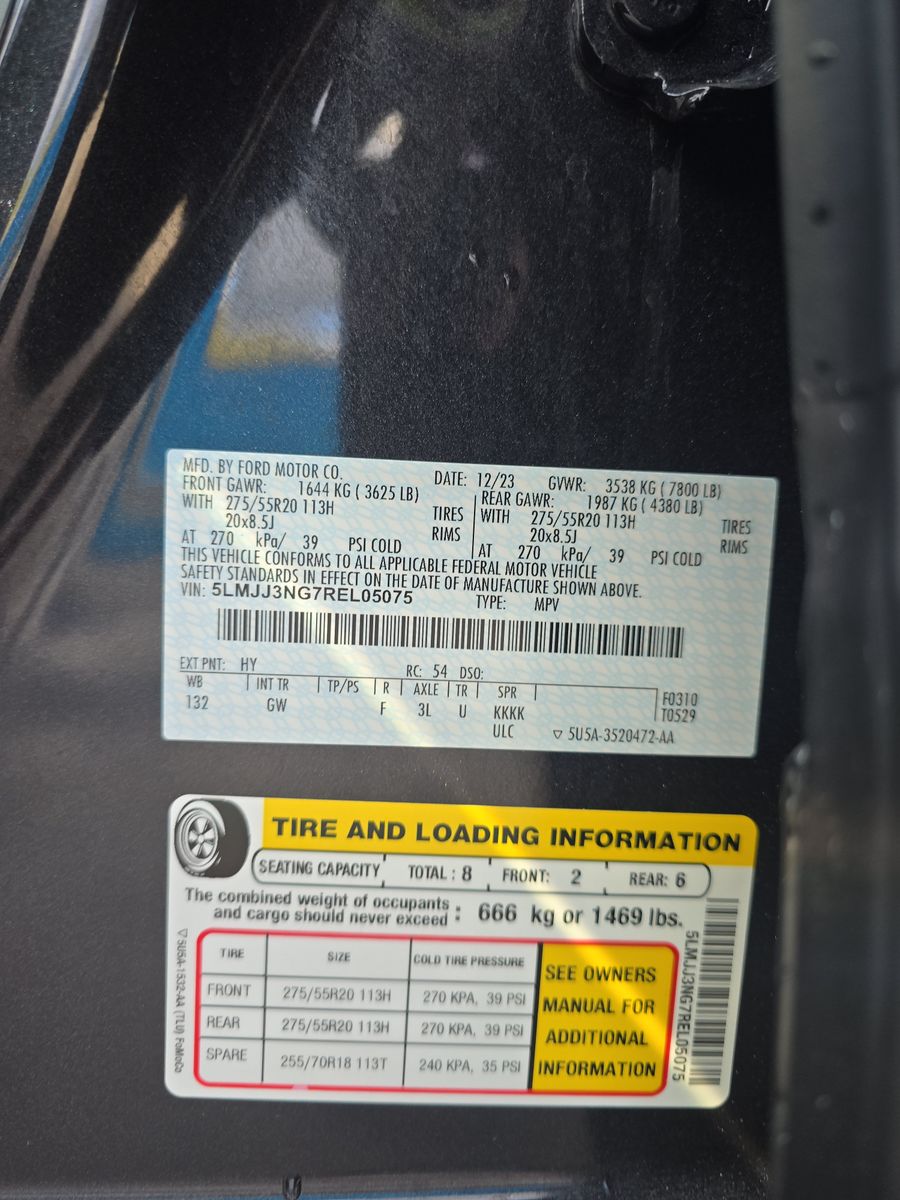 MFD. BY FORD MOTOR CO. DATE: 12/23 GVWR: 3538 KG ( 7800 LB)
FRONT GAWR: 1644 KG ( 3625 LB) REAR GAWR: 1987 KG ( 4380 LB)
WITH 275/55R20 113H TIRES WITH 275/55R20 113H TIRES
20x8.5J RIMS 20x8.5J RIMS
AT 270 kPa/ 39 PSI COLD AT 270 kPa/ 39 PSI COLD
THIS VEHICLE CONFORMS TO ALL APPLICABLE FEDERAL MOTOR VEHICLE
SAFETY STANDARDS IN EFFECT ON THE DATE OF MANUFACTURE SHOWN ABOVE.
VIN: 5LMJJ3NG7REL05075 TYPE: MPV
EXT PNT: HY RC: 54 DSO:
WB INT TR TP/PS R AXLE TR SPR F0310
132 GW F 3L U KKKK T0529
ULC ▽ 5U5A-3520472-AA
TIRE AND LOADING INFORMATION
SEATING CAPACITY TOTAL : 8 FRONT: 2 REAR: 6
The combined weight of occupants
and cargo should never exceed : 666 kg or 1469 lbs.
TIRE SIZE COLD TIRE PRESSURE
FRONT 275/55R20 113H 270 KPA, 39 PSI
REAR 275/55R20 113H 270 KPA, 39 PSI
SPARE 255/70R18 113T 240 KPA, 35 PSI
SEE OWNERS
MANUAL FOR
ADDITIONAL
INFORMATION
▽5U5A-1532-AA (TLU) FoMoCo
5LMJJ3NG7REL05075